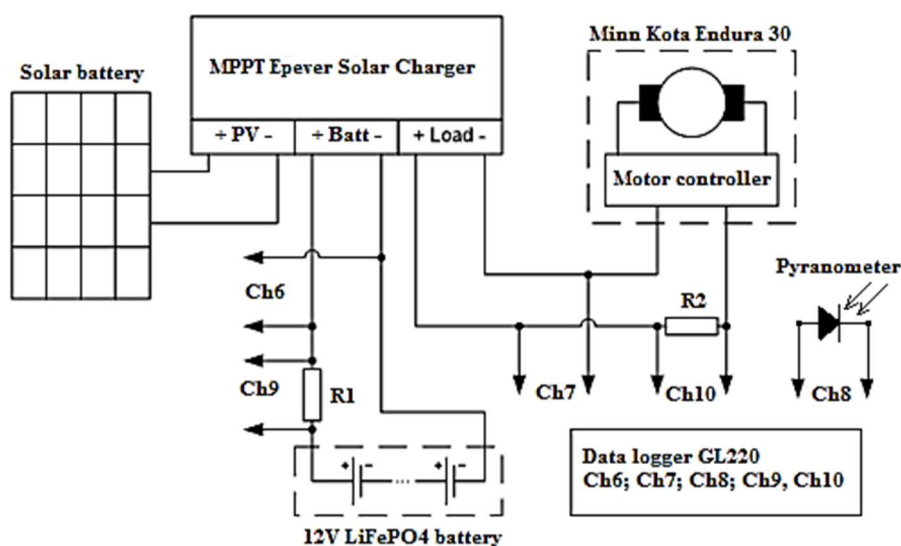 Minn Kota Endura 30
Solar battery
MPPT Epever Solar Charger
+ PV - + Batt - + Load -
Motor controller
Pyranometer
Ch6
R2
Ch9
R1
Ch7
Ch10
Ch8
+ - + -
Data logger GL220
Ch6; Ch7; Ch8; Ch9, Ch10
12V LiFePO4 battery